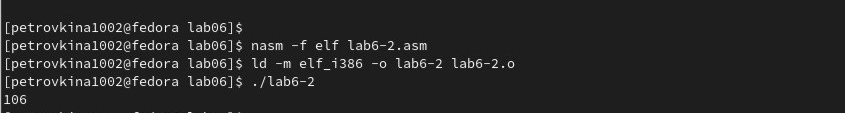 [petrovkina1002@fedora lab06]$
[petrovkina1002@fedora lab06]$ nasm -f elf lab6-2.asm
[petrovkina1002@fedora lab06]$ ld -m elf_i386 -o lab6-2 lab6-2.o
[petrovkina1002@fedora lab06]$ ./lab6-2
106